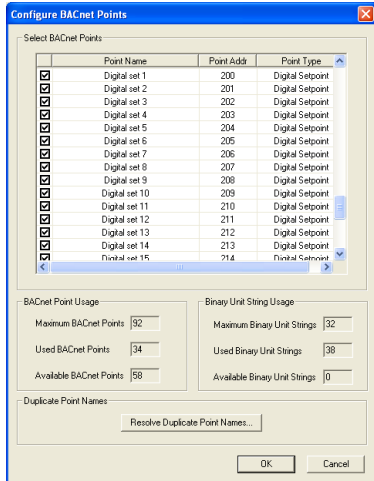 Configure BACnet Points
Select BACnet Points
Point Name Point Addr Point Type
Digital set 1 200 Digital Setpoint
Digital set 2 201 Digital Setpoint
Digital set 3 202 Digital Setpoint
Digital set 4 203 Digital Setpoint
Digital set 5 204 Digital Setpoint
Digital set 6 205 Digital Setpoint
Digital set 7 206 Digital Setpoint
Digital set 8 207 Digital Setpoint
Digital set 9 208 Digital Setpoint
Digital set 10 209 Digital Setpoint
Digital set 11 210 Digital Setpoint
Digital set 12 211 Digital Setpoint
Digital set 13 212 Digital Setpoint
Digital set 14 213 Digital Setpoint
Digital set 15 214 Digital Setpoint
BACnet Point Usage
Maximum BACnet Points 92
Used BACnet Points 34
Available BACnet Points 58
Binary Unit String Usage
Maximum Binary Unit Strings 32
Used Binary Unit Strings 38
Available Binary Unit Strings 0
Duplicate Point Names
Resolve Duplicate Point Names...
OK Cancel